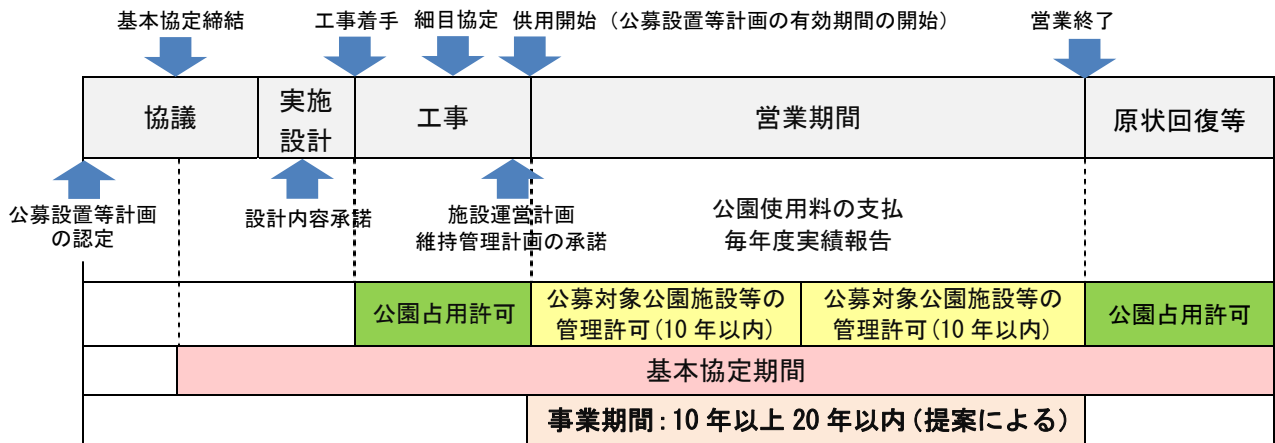 基本協定締結
工事着手
細目協定
供用開始（公募設置等計画の有効期間の開始）
営業終了
協議
実施
設計
工事
営業期間
原状回復等
公募設置等計画
の認定
設計内容承諾
施設運営計画
維持管理計画の承諾
公園使用料の支払
毎年度実績報告
公園占用許可
公募対象公園施設等の
管理許可(10 年以内)
公募対象公園施設等の
管理許可(10 年以内)
公園占用許可
基本協定期間
事業期間：10 年以上 20 年以内(提案による)